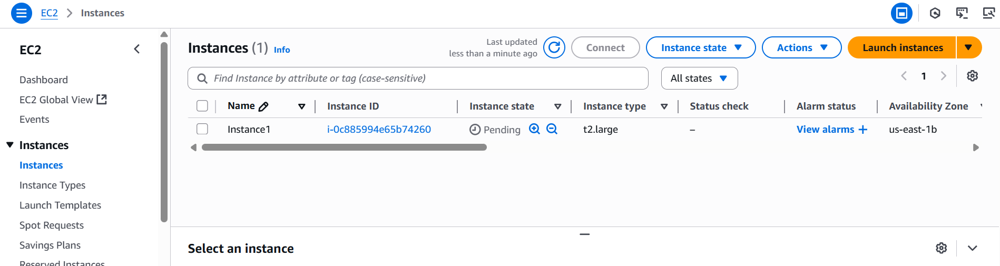 EC2 > Instances
EC2
Dashboard
EC2 Global View
Events
Instances
Instances
Instance Types
Launch Templates
Spot Requests
Savings Plans
Reserved Instances
Instances (1) Info
Last updated
less than a minute ago
Connect
Instance state
Actions
Launch instances
Find Instance by attribute or tag (case-sensitive)
All states
1
Name Instance ID Instance state Instance type Status check Alarm status Availability Zone
Instance1 i-0c885994e65b74260 Pending t2.large – View alarms + us-east-1b
Select an instance